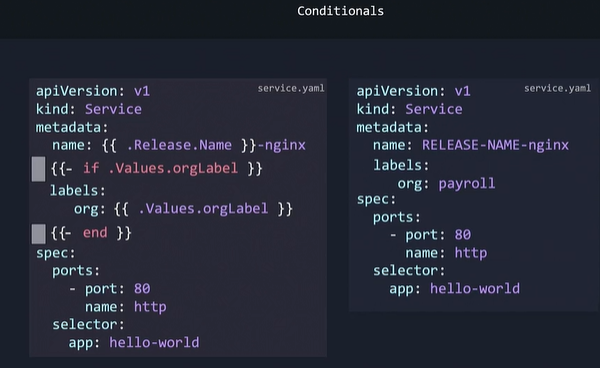 Conditionals
service.yaml
apiVersion: v1
kind: Service
metadata:
  name: {{ .Release.Name }}-nginx
  {{- if .Values.orgLabel }}
  labels:
     org: {{ .Values.orgLabel }}
  {{- end }}
spec:
  ports:
    - port: 80
      name: http
  selector:
    app: hello-world
service.yaml
apiVersion: v1
kind: Service
metadata:
  name: RELEASE-NAME-nginx
  labels:
     org: payroll
spec:
  ports:
    - port: 80
      name: http
  selector:
    app: hello-world